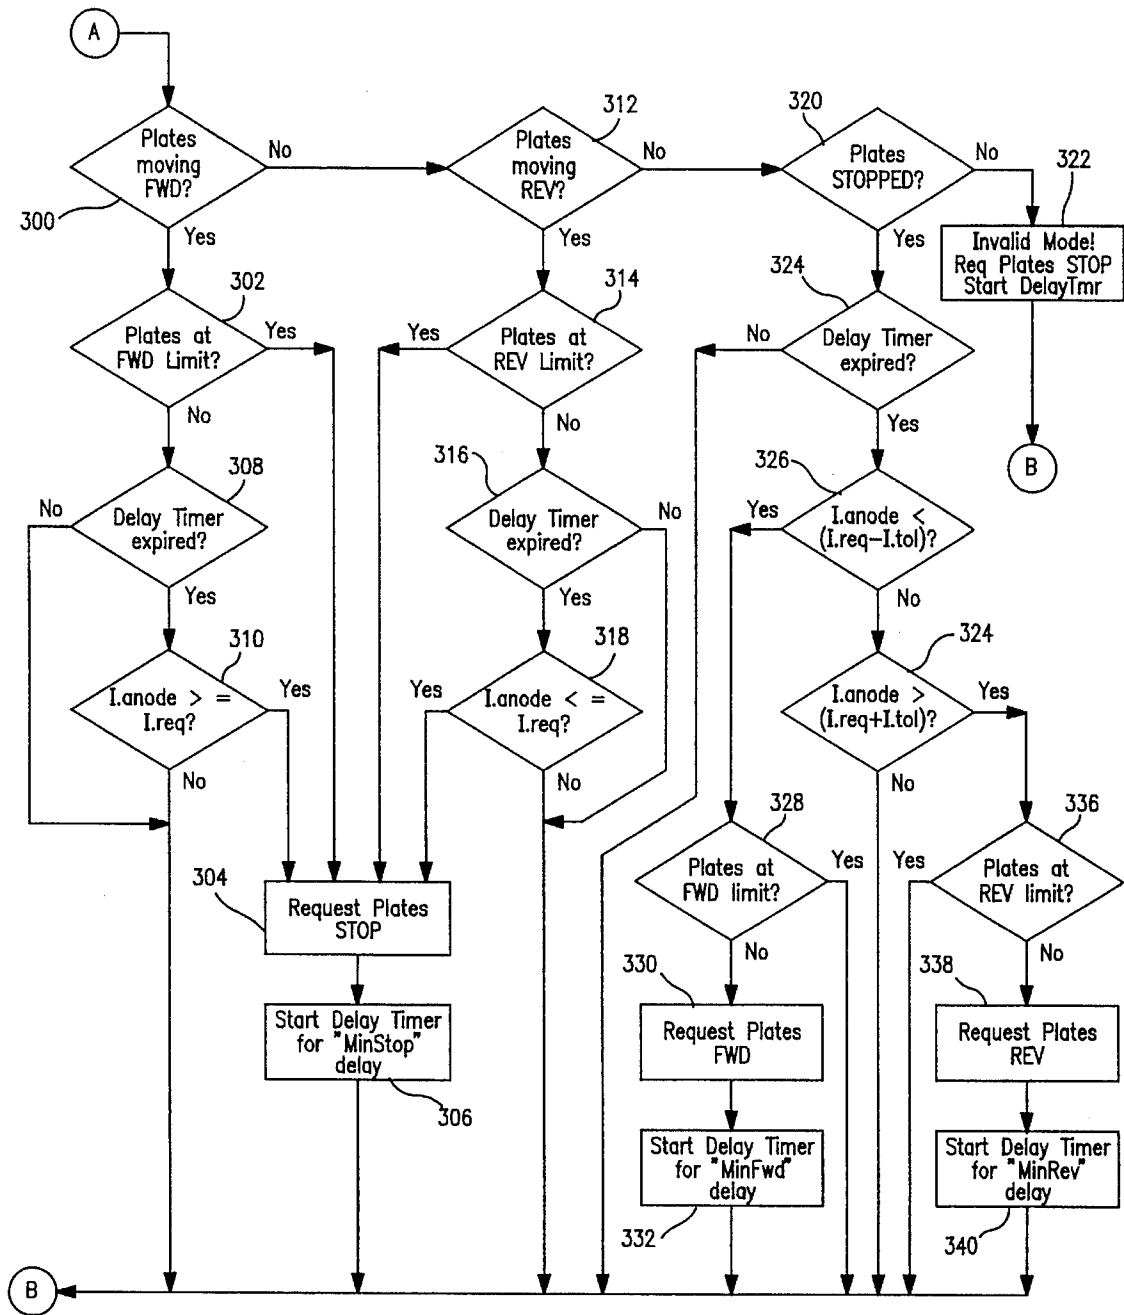 A
Plates
moving
FWD?
No
300
Yes
Plates
moving
REV?
312
No
Yes
320
Plates
STOPPED?
No
Yes
322
Invalid Mode!
Req Plates STOP
Start DelayTmr
B
302
Plates at
FWD Limit?
Yes
No
314
Yes
Plates at
REV Limit?
No
324
No
Delay Timer
expired?
Yes
308
No
Delay Timer
expired?
Yes
316
Delay Timer
expired?
No
Yes
326
Yes
I.anode <
(I.req-I.tol)?
No
310
I.anode > =
I.req?
Yes
No
318
Yes
I.anode < =
I.req?
No
324
I.anode >
(I.req+I.tol)?
Yes
No
304
Request Plates
STOP
328
Plates at
FWD limit?
Yes
No
336
Yes
Plates at
REV limit?
No
Start Delay Timer
for "MinStop"
delay
306
330
Request Plates
FWD
338
Request Plates
REV
Start Delay Timer
for "MinFwd"
delay
332
Start Delay Timer
for "MinRev"
delay
340
B